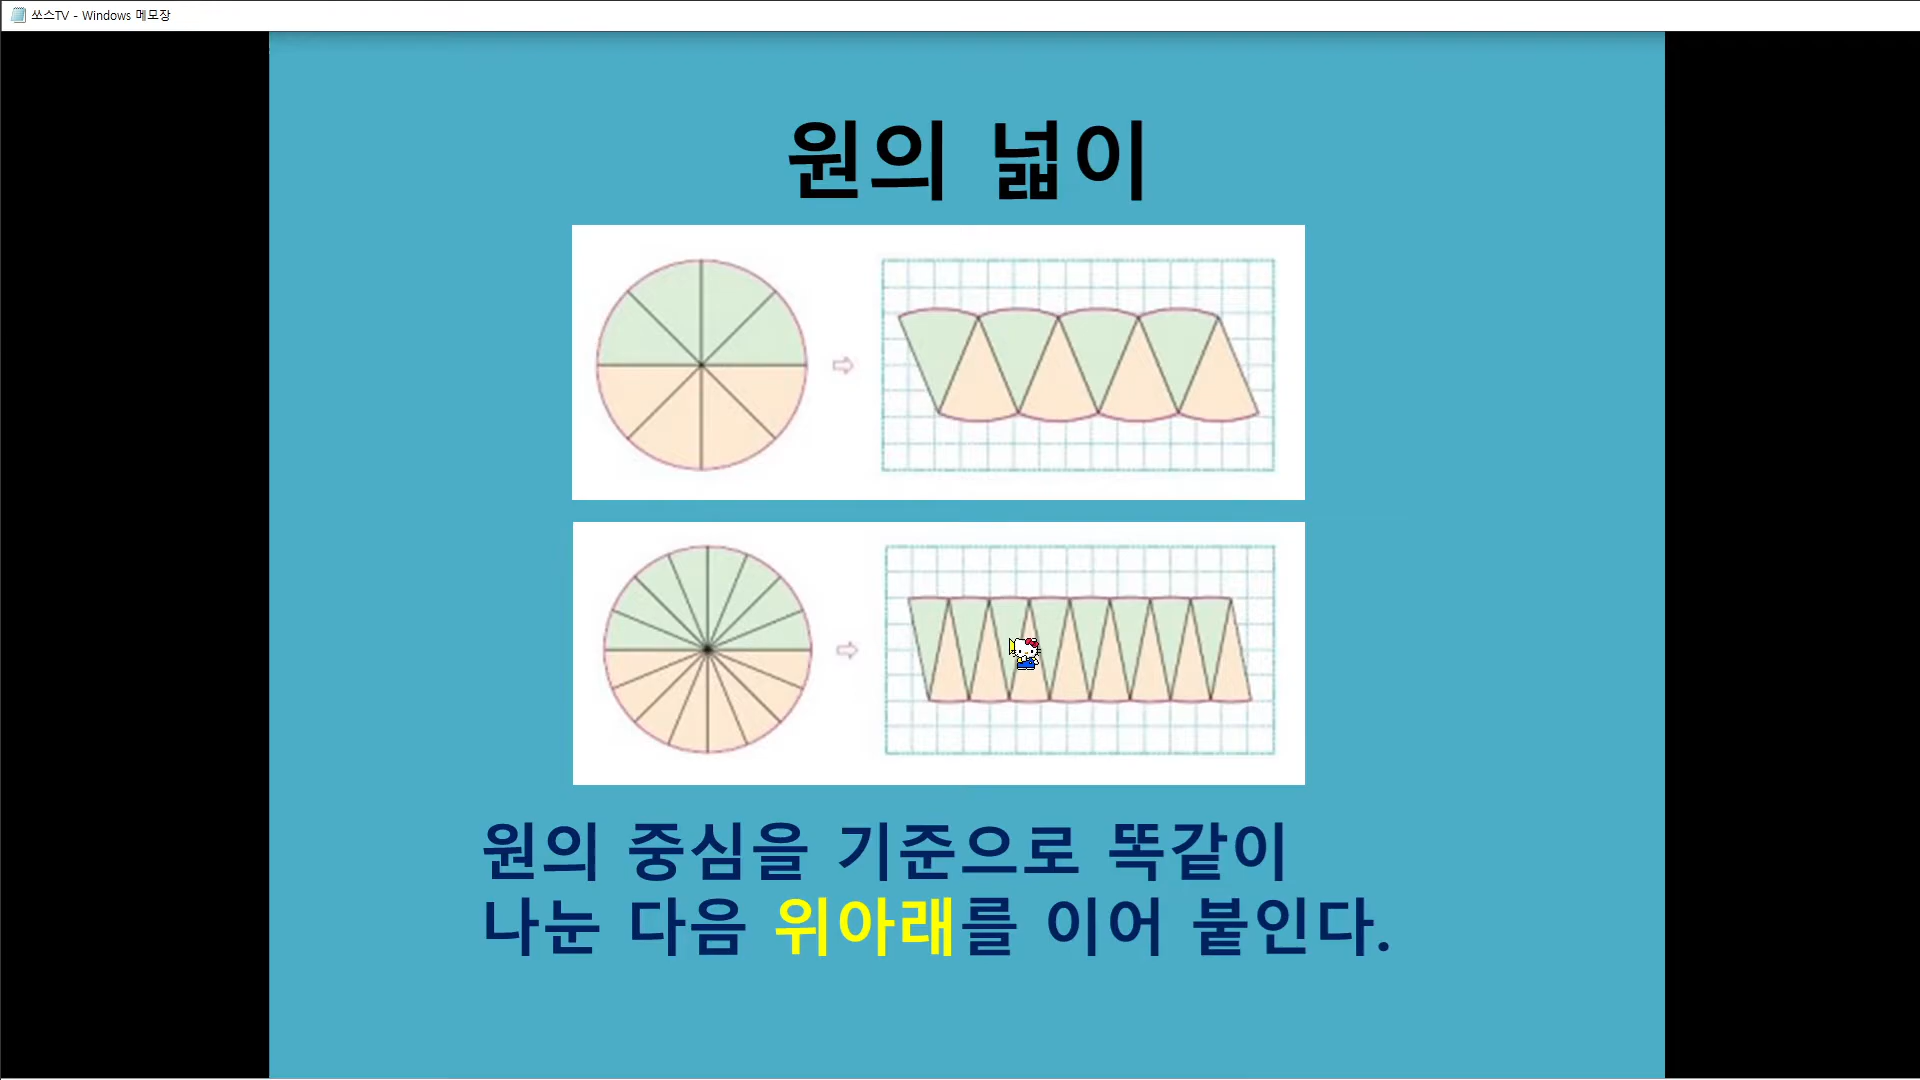 쏘스TV - Windows 메모장
원의 넓이
원의 중심을 기준으로 똑같이
나눈 다음 위아래를 이어 붙인다.